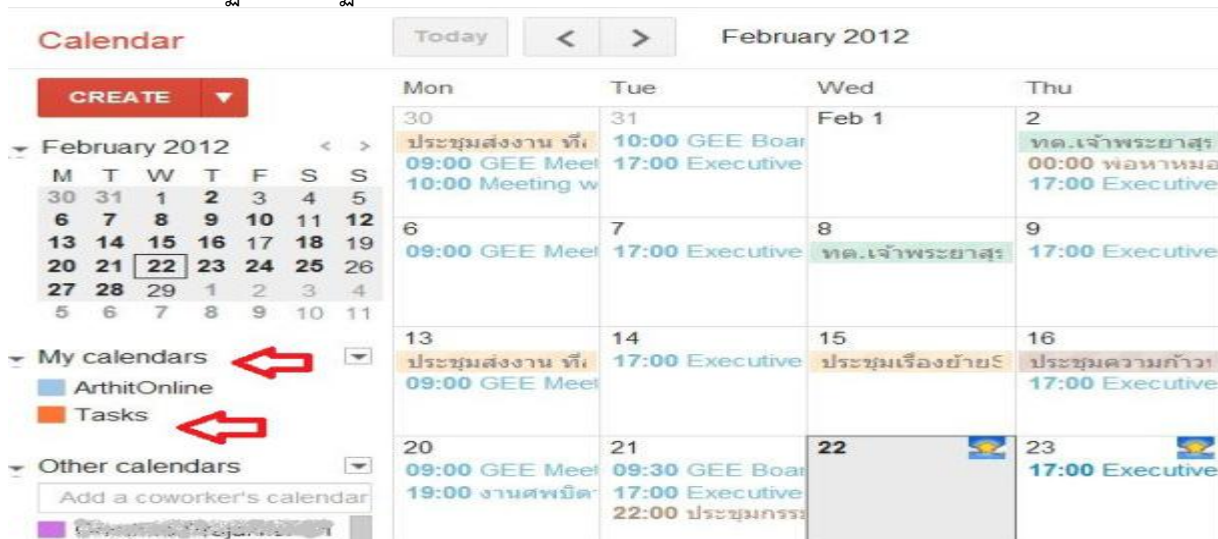 Calendar
Today < > February 2012
CREATE
February 2012 < >
M T W T F S S
30 31 1 2 3 4 5
6 7 8 9 10 11 12
13 14 15 16 17 18 19
20 21 22 23 24 25 26
27 28 29 1 2 3 4
5 6 7 8 9 10 11
My calendars
ArthitOnline
Tasks
Other calendars
Add a coworker's calendar
Mon Tue Wed Thu
30 31 Feb 1 2
ประชุมส่งงาน 10:00 GEE Boar ทด.เจ้าพระยาสุร
09:00 GEE Meet 17:00 Executive 00:00 พ่อหาหมอ
10:00 Meeting w 17:00 Executive
6 7 8 9
09:00 GEE Meet 17:00 Executive ทด.เจ้าพระยาสุร 17:00 Executive
13 14 15 16
ประชุมส่งงาน 17:00 Executive ประชุมเรื่องย้ายS ประชุมความก้าวห
09:00 GEE Meet 17:00 Executive
20 21 22 23
09:00 GEE Meet 09:30 GEE Boar 17:00 Executive
19:00 17:00 Executive
22:00 ประชุมกรรม